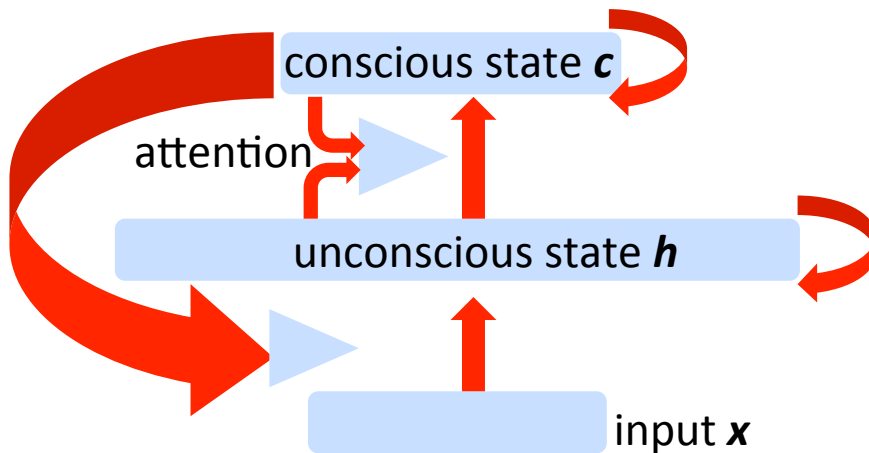 conscious state c
attention
unconscious state h
input x